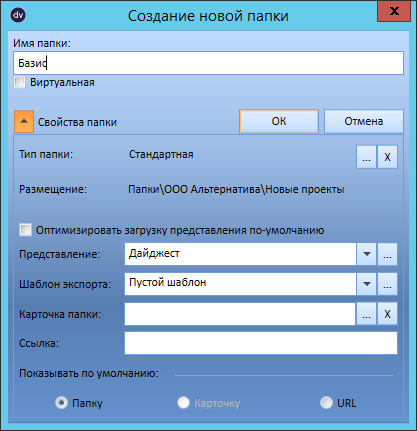 dv Создание новой папки x
Имя папки:
Базис
Виртуальная
Свойства папки ОК Отмена
Тип папки: Стандартная ... X
Размещение: Папки\ООО Альтернатива\Новые проекты
Оптимизировать загрузку представления по-умолчанию
Представление: Дайджест ...
Шаблон экспорта: Пустой шаблон ...
Карточка папки: ... X
Ссылка:
Показывать по умолчанию:
Папку Карточку URL